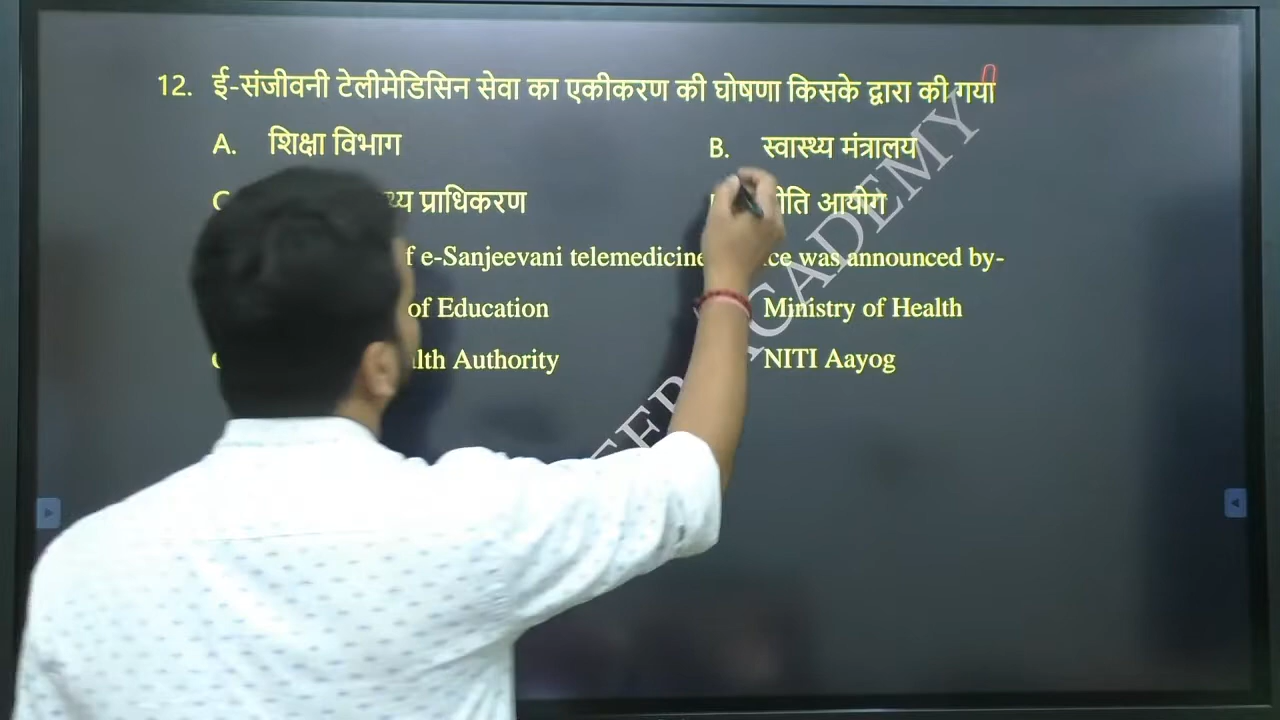 12. ई-संजीवनी टेलीमेडिसिन सेवा का एकीकरण की घोषणा किसके द्वारा की गया
A. शिक्षा विभाग
B. स्वास्थ्य मंत्रालय
प्राधिकरण
आयोग
e-Sanjeevani telemedicine was announced by-
of Education
Ministry of Health
Authority
NITI Aayog
ACADEMY